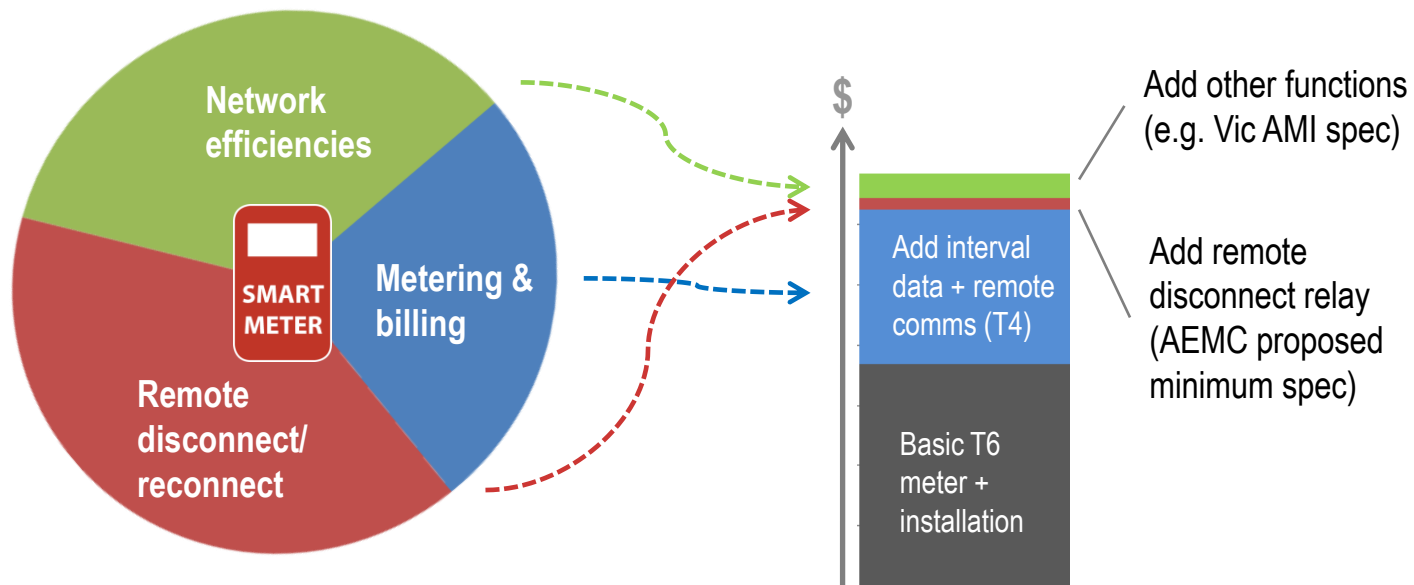 Network
efficiencies
SMART
METER
Metering &
billing
Remote
disconnect/
reconnect
$
Add interval
data + remote
comms (T4)
Basic T6
meter +
installation
Add other functions
(e.g. Vic AMI spec)
Add remote
disconnect relay
(AEMC proposed
minimum spec)